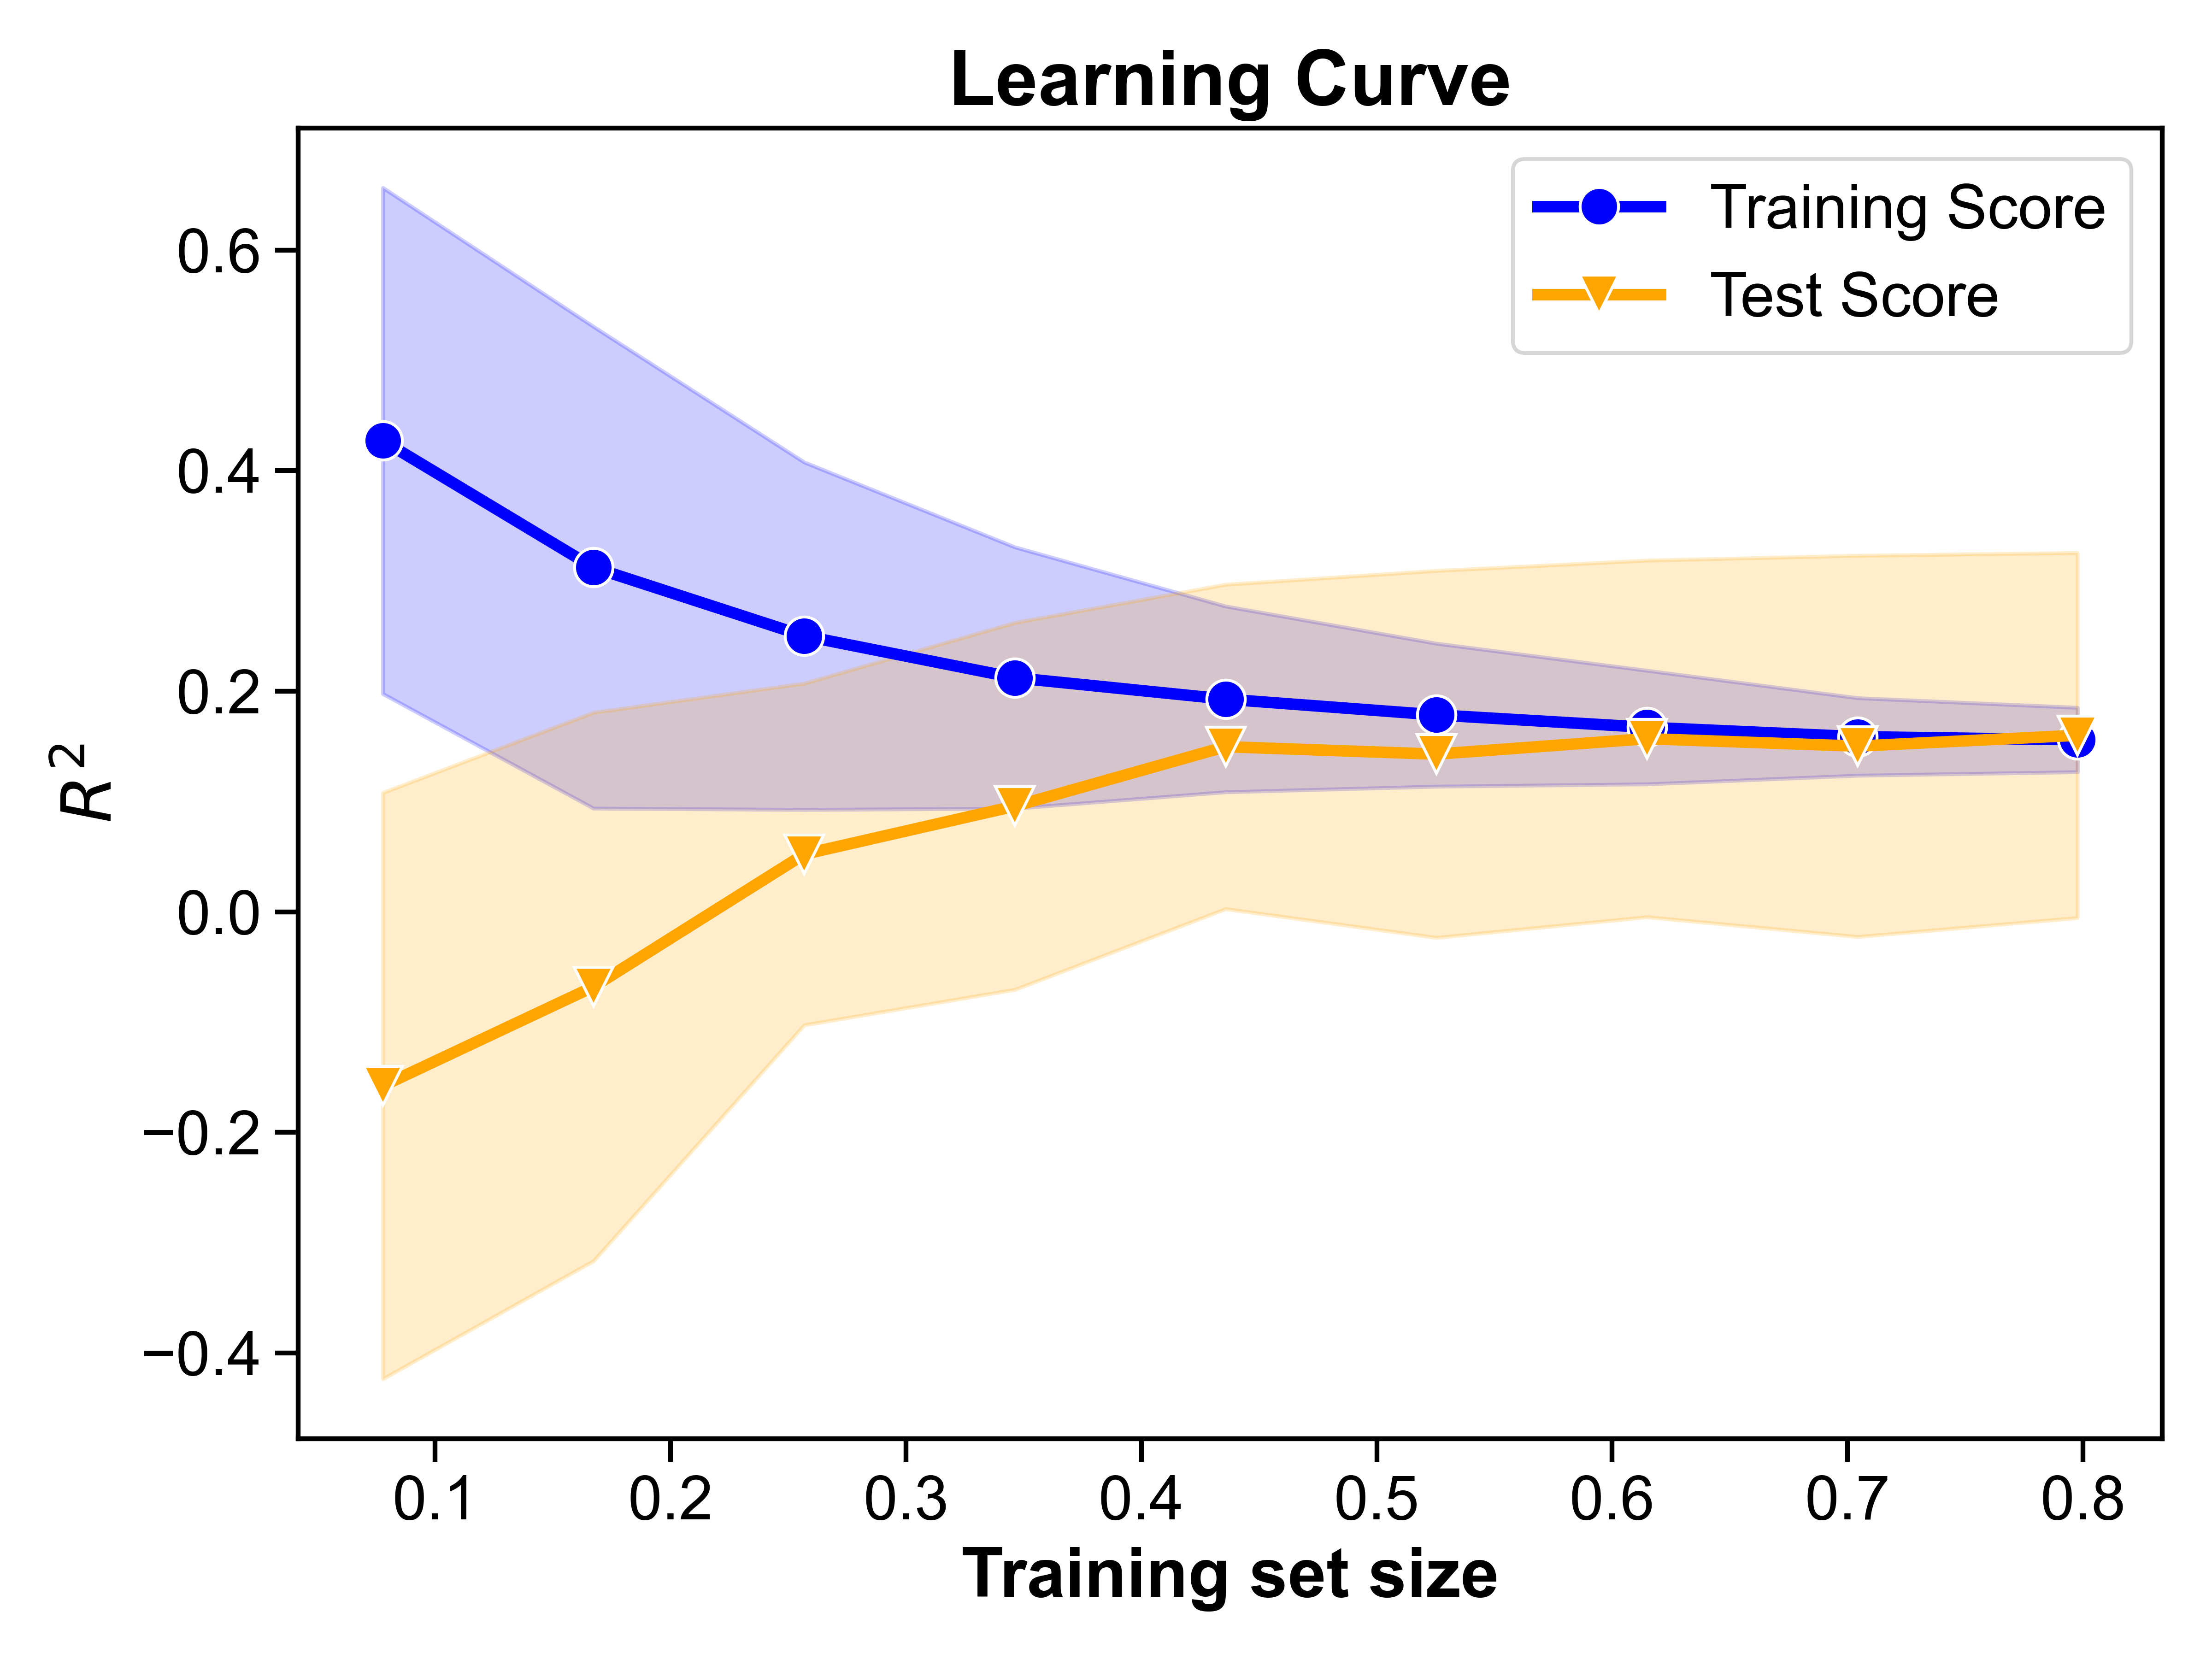 Learning Curve
Training Score
Test Score
0.6
0.4
0.2
0.0
−0.2
−0.4
R²
0.1 0.2 0.3 0.4 0.5 0.6 0.7 0.8
Training set size